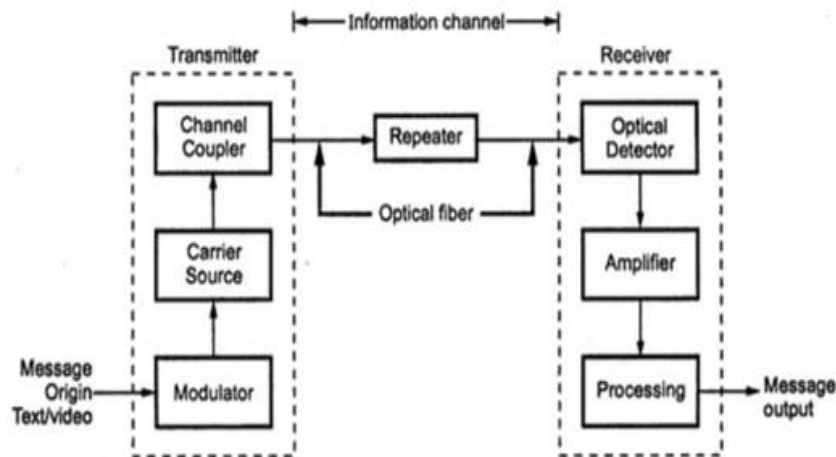 Information channel
Transmitter
Receiver
Channel
Coupler
Repeater
Optical
Detector
Optical fiber
Carrier
Source
Amplifier
Message
Origin
Text/video
Modulator
Processing
Message
output